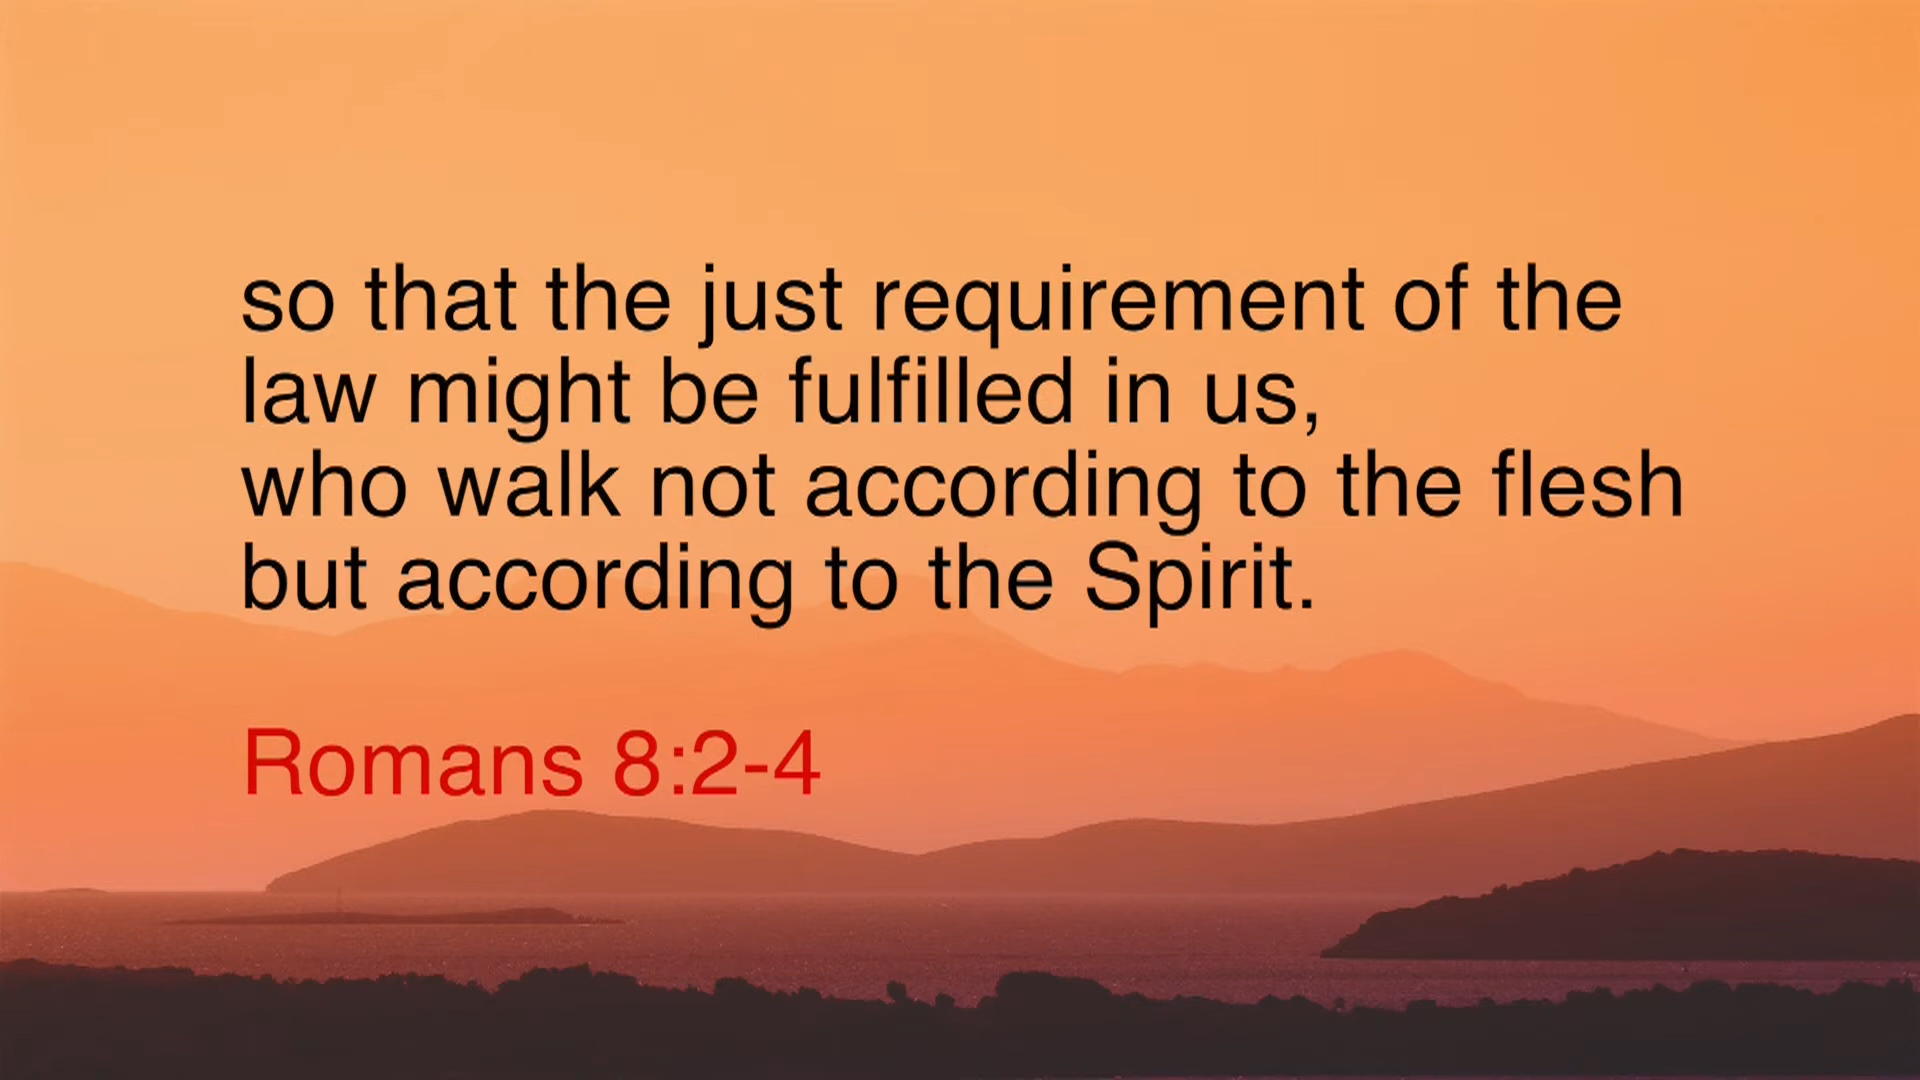 so that the just requirement of the
law might be fulfilled in us,
who walk not according to the flesh
but according to the Spirit.
Romans 8:2-4